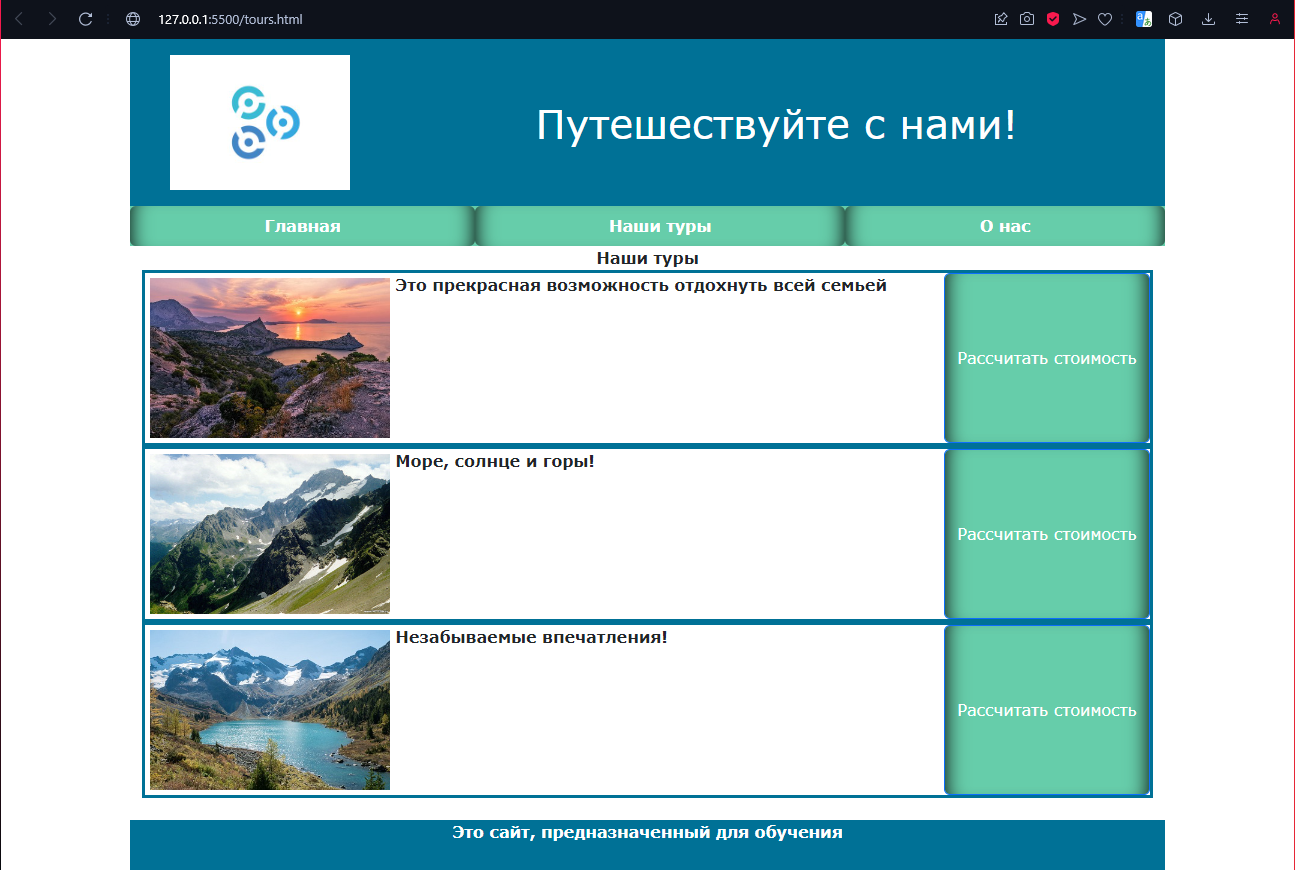 127.0.0.1:5500/tours.html
Путешествуйте с нами!
Главная Наши туры О нас
Наши туры
Это прекрасная возможность отдохнуть всей семьей
Рассчитать стоимость
Море, солнце и горы!
Рассчитать стоимость
Незабываемые впечатления!
Рассчитать стоимость
Это сайт, предназначенный для обучения